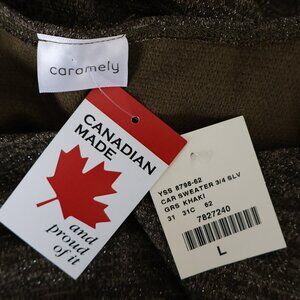 caramely
CANADIAN
MADE
and
proud
of it
YSS 8798-62
CAR SWEATER 3/4 SLV
GRS KHAKI
31 31C 62
7827240
L